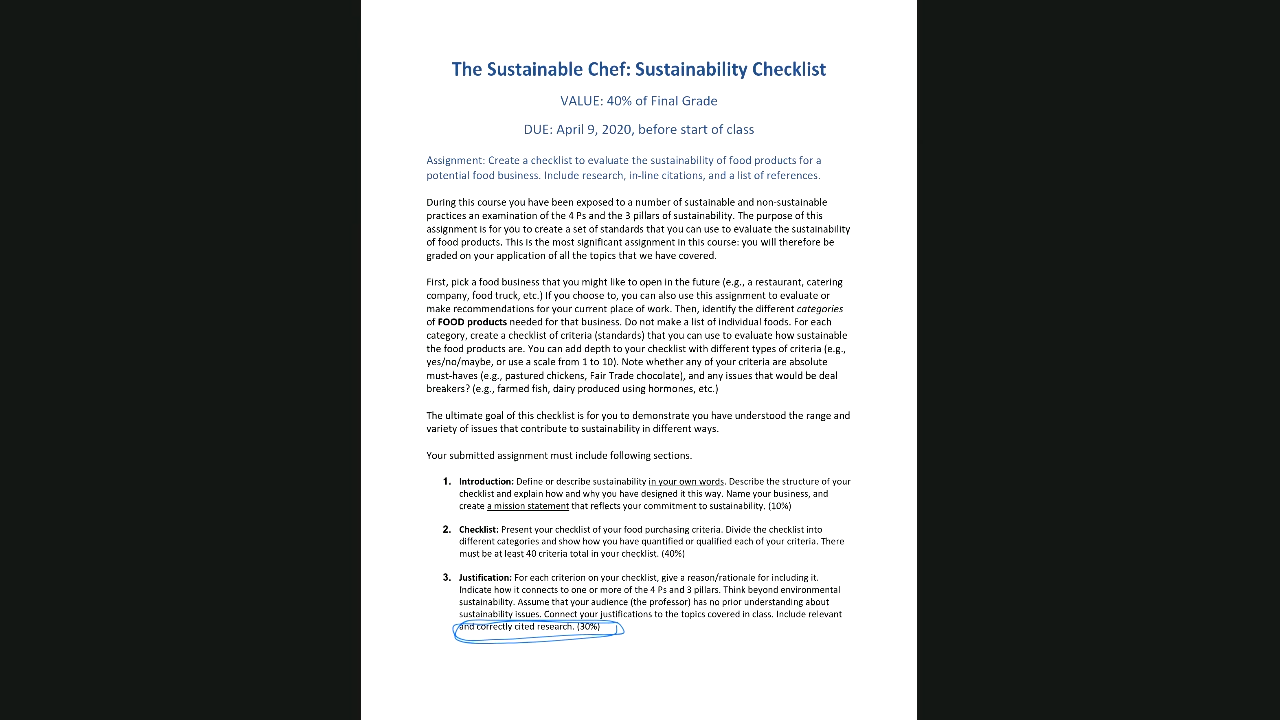 The Sustainable Chef: Sustainability Checklist
VALUE: 40% of Final Grade
DUE: April 9, 2020, before start of class
Assignment: Create a checklist to evaluate the sustainability of food products for a
potential food business. Include research, in-line citations, and a list of references.
During this course you have been exposed to a number of sustainable and non-sustainable
practices an examination of the 4 Ps and the 3 pillars of sustainability. The purpose of this
assignment is for you to create a set of standards that you can use to evaluate the sustainability
of food products. This is the most significant assignment in this course: you will therefore be
graded on your application of all the topics that we have covered.
First, pick a food business that you might like to open in the future (e.g., a restaurant, catering
company, food truck, etc.) If you choose to, you can also use this assignment to evaluate or
make recommendations for your current place of work. Then, identify the different categories
of FOOD products needed for that business. Do not make a list of individual foods. For each
category, create a checklist of criteria (standards) that you can use to evaluate how sustainable
the food products are. You can add depth to your checklist with different types of criteria (e.g.,
yes/no/maybe, or use a scale from 1 to 10). Note whether any of your criteria are absolute
must-haves (e.g., pastured chickens, Fair Trade chocolate), and any issues that would be deal
breakers? (e.g., farmed fish, dairy produced using hormones, etc.)
The ultimate goal of this checklist is for you to demonstrate you have understood the range and
variety of issues that contribute to sustainability in different ways.
Your submitted assignment must include following sections.
1. Introduction: Define or describe sustainability in your own words. Describe the structure of your
checklist and explain how and why you have designed it this way. Name your business, and
create a mission statement that reflects your commitment to sustainability. (10%)
2. Checklist: Present your checklist of your food purchasing criteria. Divide the checklist into
different categories and show how you have quantified or qualified each of your criteria. There
must be at least 40 criteria total in your checklist. (40%)
3. Justification: For each criterion on your checklist, give a reason/rationale for including it.
Indicate how it connects to one or more of the 4 Ps and 3 pillars. Think beyond environmental
sustainability. Assume that your audience (the professor) has no prior understanding about
sustainability issues. Connect your justifications to the topics covered in class. Include relevant
and correctly cited research. (30%)